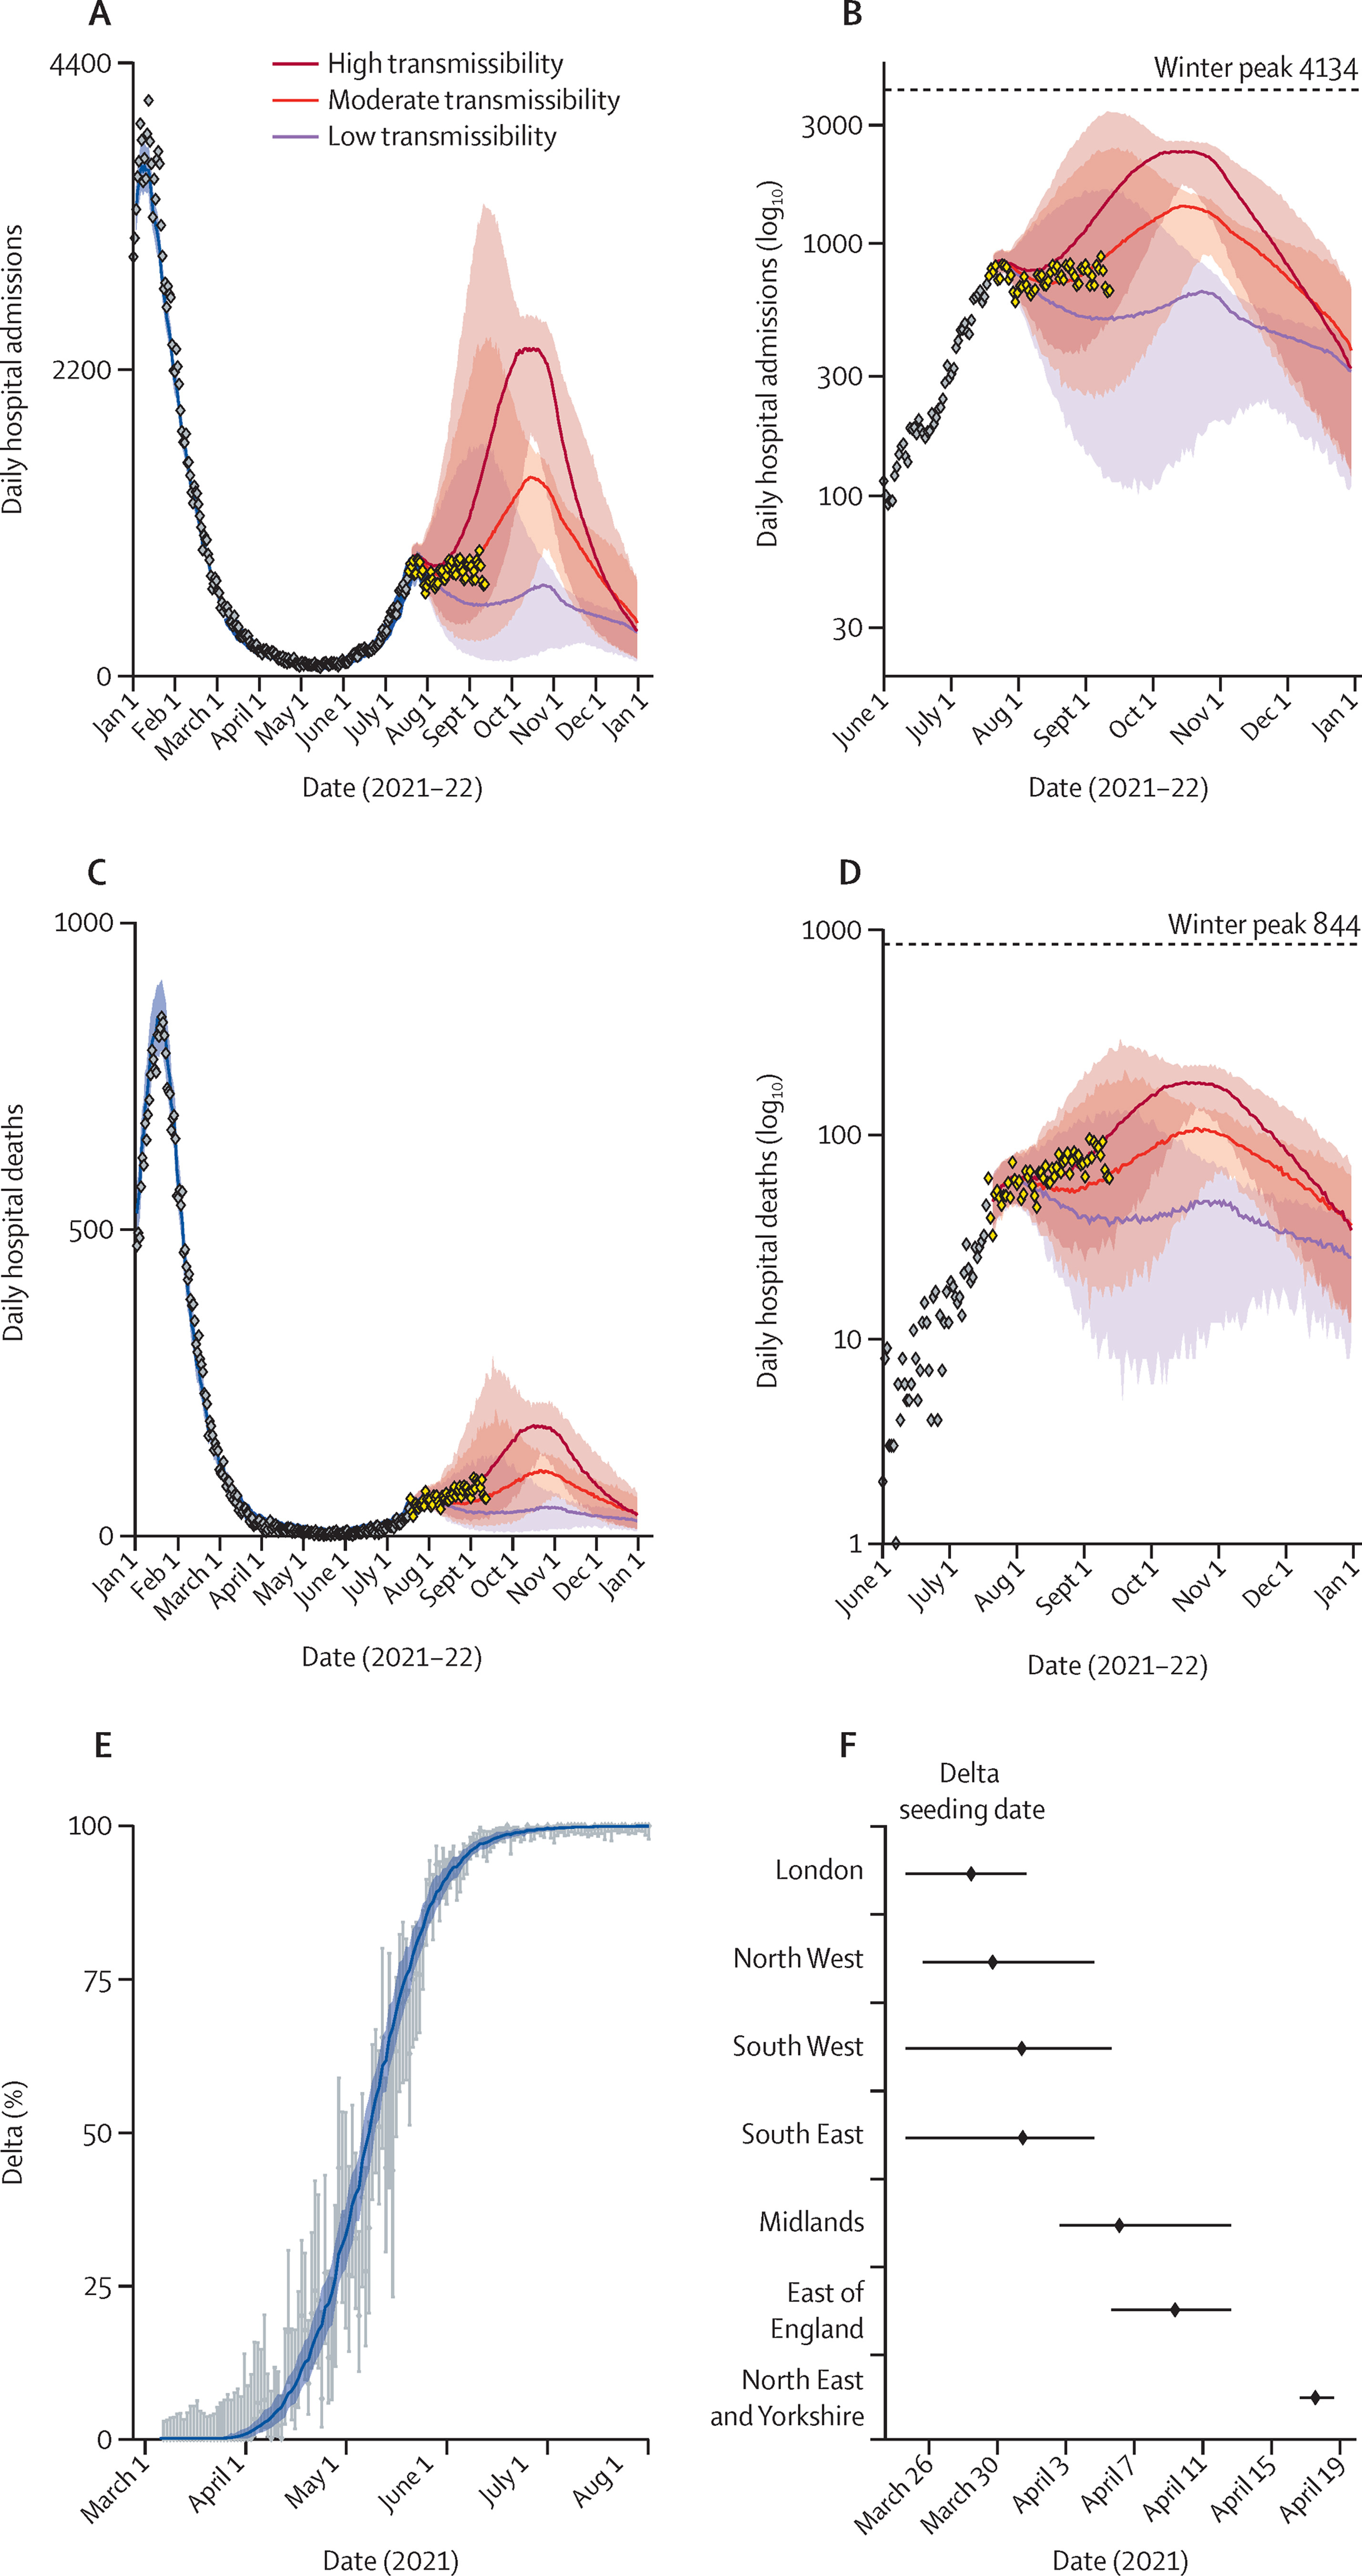 A
4400
2200
0
Daily hospital admissions
High transmissibility
Moderate transmissibility
Low transmissibility
Jan 1
Feb 1
March 1
April 1
May 1
June 1
July 1
Aug 1
Sept 1
Oct 1
Nov 1
Dec 1
Jan 1
Date (2021–22)
B
Winter peak 4134
3000
1000
300
100
30
Daily hospital admissions (log10)
June 1
July 1
Aug 1
Sept 1
Oct 1
Nov 1
Dec 1
Jan 1
Date (2021–22)
C
1000
500
0
Daily hospital deaths
Jan 1
Feb 1
March 1
April 1
May 1
June 1
July 1
Aug 1
Sept 1
Oct 1
Nov 1
Dec 1
Jan 1
Date (2021–22)
D
Winter peak 844
1000
100
10
1
Daily hospital deaths (log10)
June 1
July 1
Aug 1
Sept 1
Oct 1
Nov 1
Dec 1
Jan 1
Date (2021–22)
E
100
75
50
25
0
Delta (%)
March 1
April 1
May 1
June 1
July 1
Aug 1
Date (2021)
F
Delta
seeding date
London
North West
South West
South East
Midlands
East of
England
North East
and Yorkshire
March 26
March 30
April 3
April 7
April 11
April 15
April 19
Date (2021)